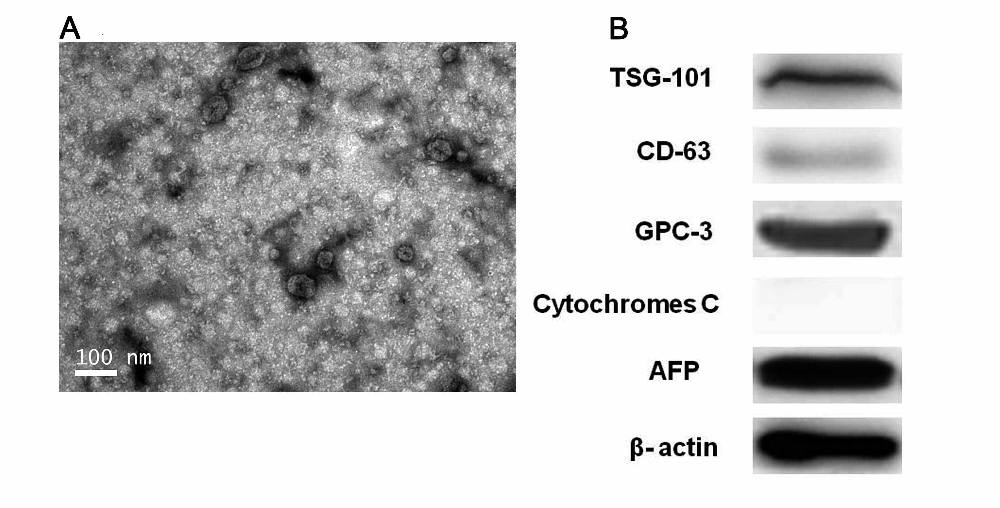 A
100 nm
B
TSG-101
CD-63
GPC-3
Cytochromes C
AFP
β- actin